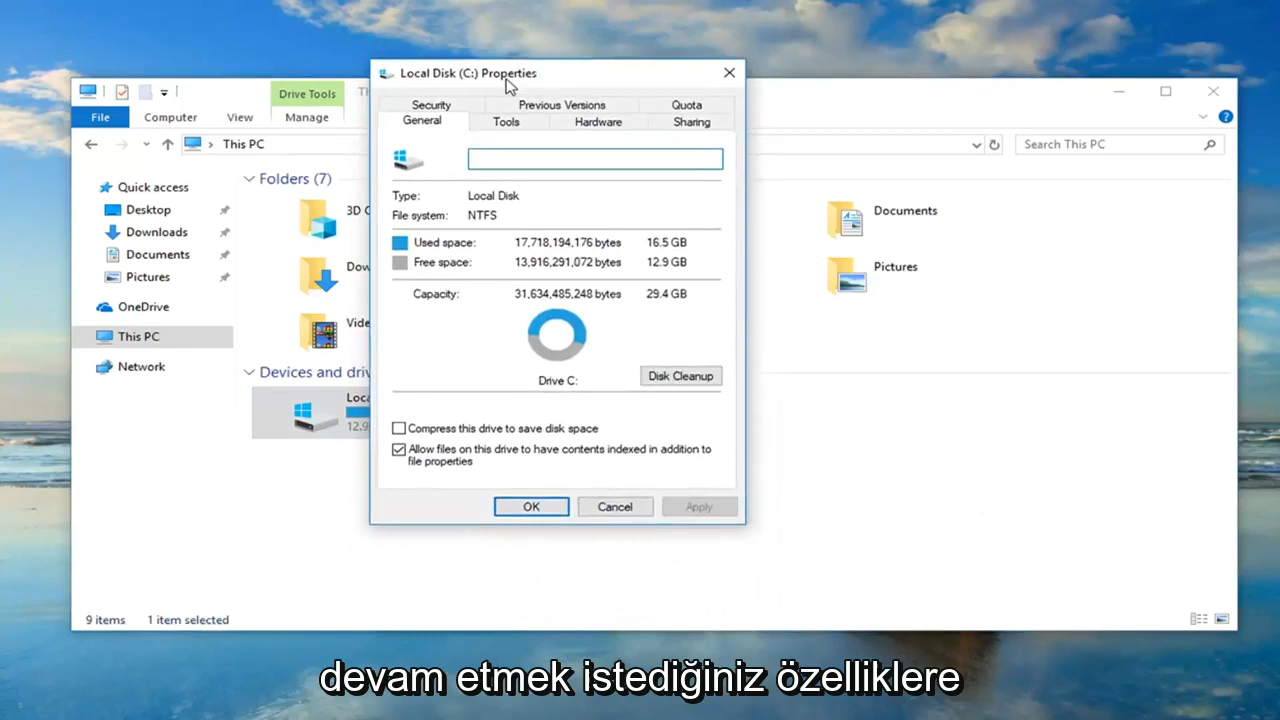 Local Disk (C:) Properties
Security
Previous Versions
Quota
General
Tools
Hardware
Sharing
Type:
Local Disk
File system:
NTFS
Used space:
17,718,194,176 bytes
16.5 GB
Free space:
13,916,291,072 bytes
12.9 GB
Capacity:
31,634,485,248 bytes
29.4 GB
Drive C:
Disk Cleanup
Compress this drive to save disk space
Allow files on this drive to have contents indexed in addition to
file properties
OK
Cancel
Apply
Drive Tools
File
Computer
View
Manage
This PC
Search This PC
Quick access
Desktop
Downloads
Documents
Pictures
OneDrive
This PC
Network
Folders (7)
Documents
Pictures
9 items
1 item selected
devam etmek istediğiniz özelliklere